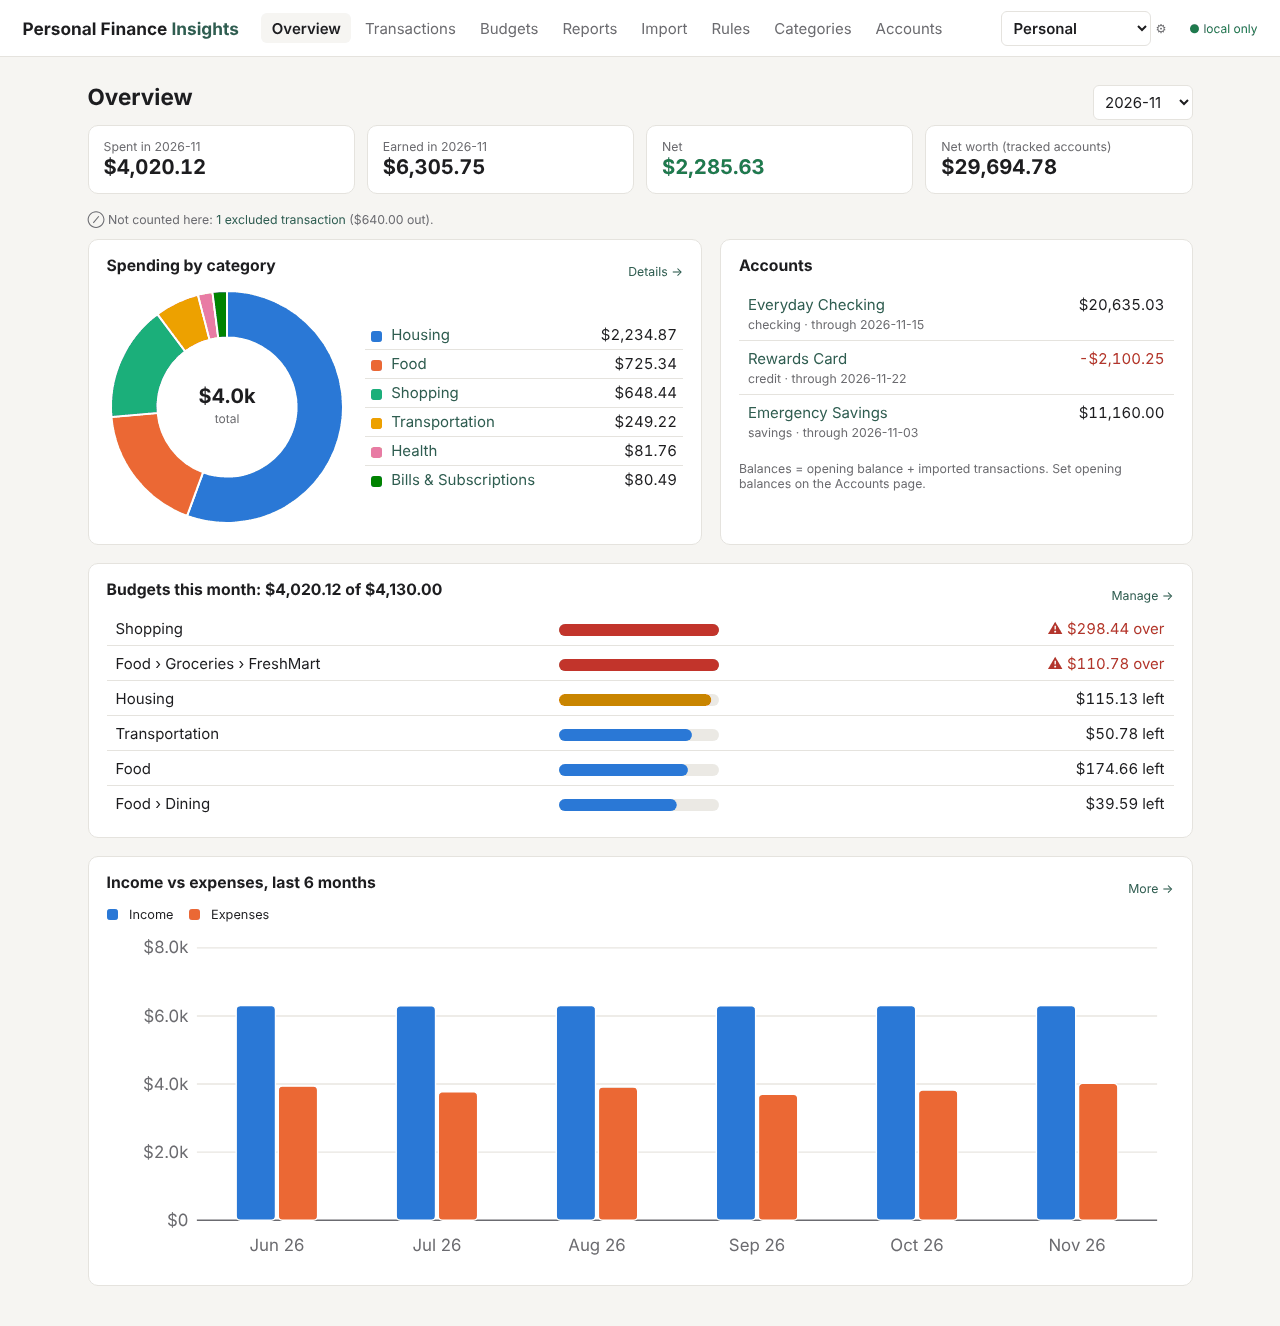 Personal Finance Insights
Overview
Transactions
Budgets
Reports
Import
Rules
Categories
Accounts
Personal
local only
Overview
2026-11
Spent in 2026-11
$4,020.12
Earned in 2026-11
$6,305.75
Net
$2,285.63
Net worth (tracked accounts)
$29,694.78
Not counted here: 1 excluded transaction ($640.00 out).
Spending by category
Details →
$4.0k
total
Housing $2,234.87
Food $725.34
Shopping $648.44
Transportation $249.22
Health $81.76
Bills & Subscriptions $80.49
Accounts
Everyday Checking $20,635.03
checking · through 2026-11-15
Rewards Card -$2,100.25
credit · through 2026-11-22
Emergency Savings $11,160.00
savings · through 2026-11-03
Balances = opening balance + imported transactions. Set opening
balances on the Accounts page.
Budgets this month: $4,020.12 of $4,130.00
Manage →
Shopping ⚠ $298.44 over
Food › Groceries › FreshMart ⚠ $110.78 over
Housing $115.13 left
Transportation $50.78 left
Food $174.66 left
Food › Dining $39.59 left
Income vs expenses, last 6 months
More →
Income Expenses
$8.0k
$6.0k
$4.0k
$2.0k
$0
Jun 26 Jul 26 Aug 26 Sep 26 Oct 26 Nov 26